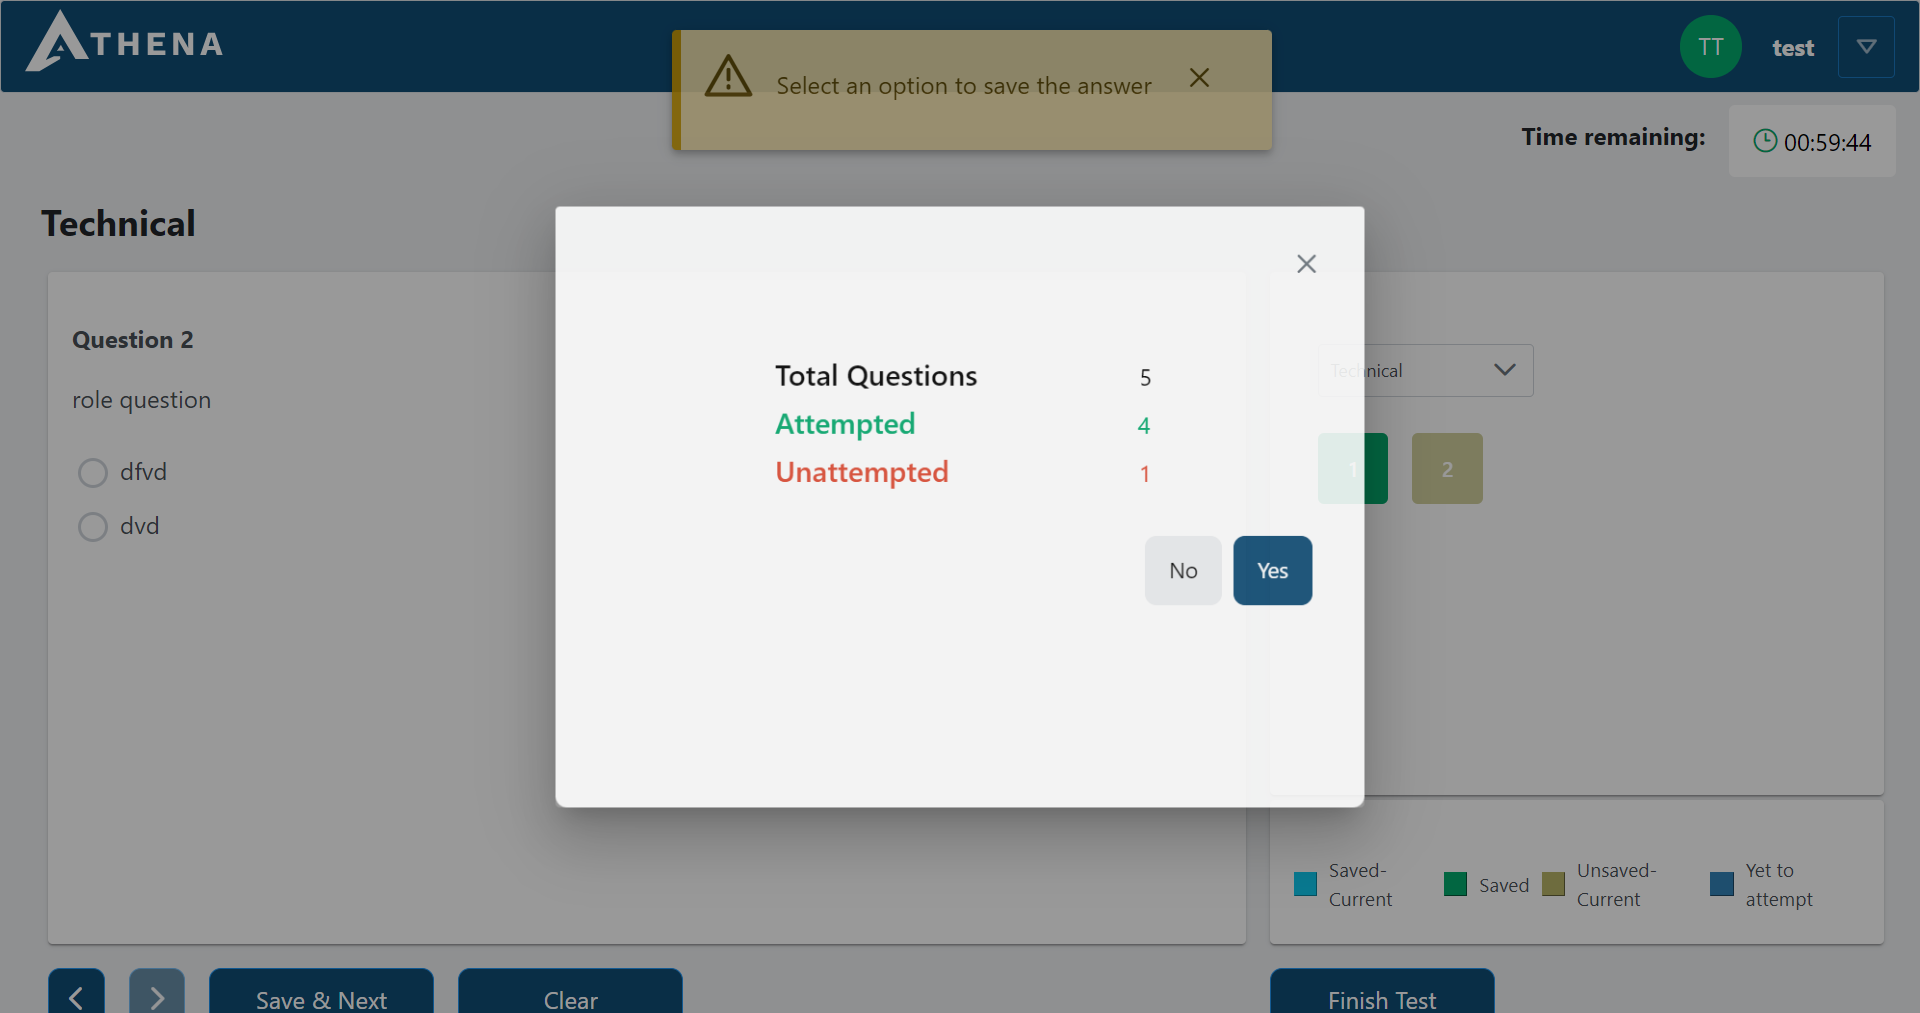 ATHENA
Select an option to save the answer
TT
test
Time remaining:
00:59:44
Technical
Question 2
role question
dfvd
dvd
Total Questions 5
Attempted 4
Unattempted 1
No
Yes
Technical
1
2
Saved-
Current
Saved
Unsaved-
Current
Yet to
attempt
Save & Next
Clear
Finish Test